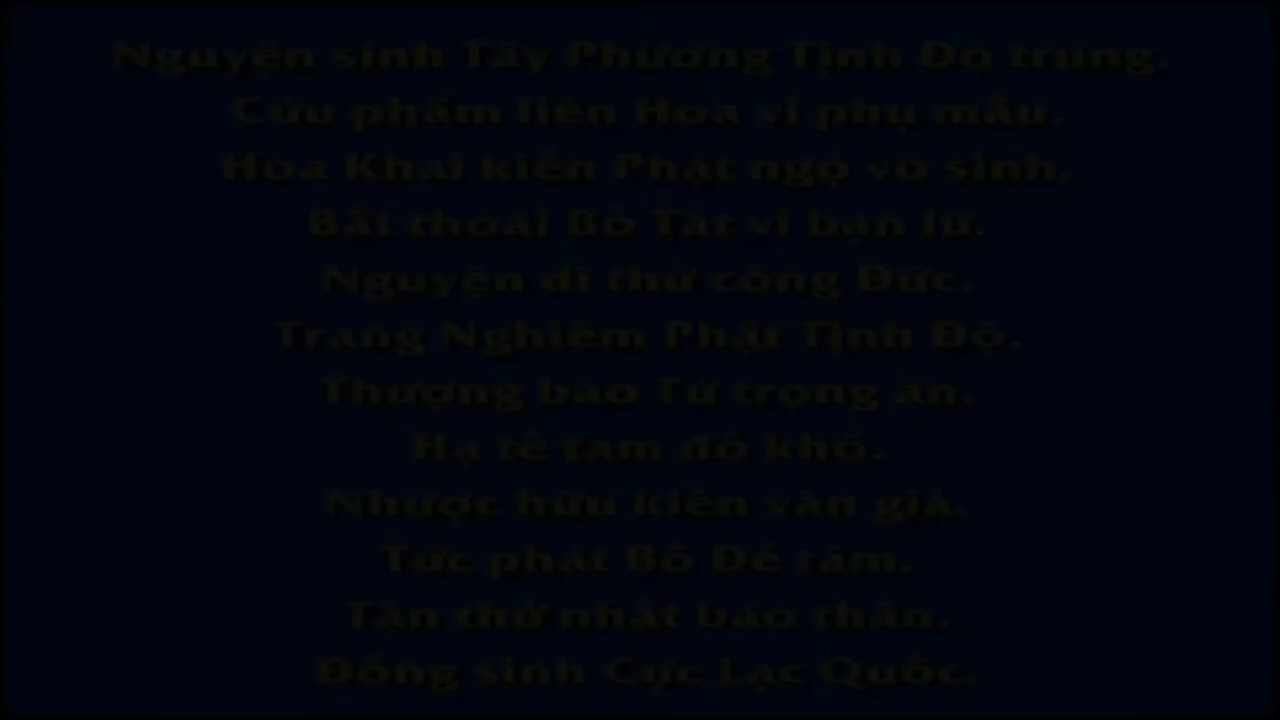 Nguyện sinh Tây Phương Tịnh Độ trung.
Cửu phẩm liên Hoa vi phụ mẫu.
Hoa Khai kiến Phật ngộ vô sinh.
Bất thoái Bồ Tát vi bạn lữ.
Nguyện dĩ thử công Đức.
Trang Nghiêm Phật Tịnh Độ.
Thượng báo Tứ trọng ân.
Hạ tế tam đồ khổ.
Nhược hữu kiến văn giả.
Tức phát Bồ Đề tâm.
Tận thử nhất báo thân.
Đồng sinh Cực Lạc Quốc.